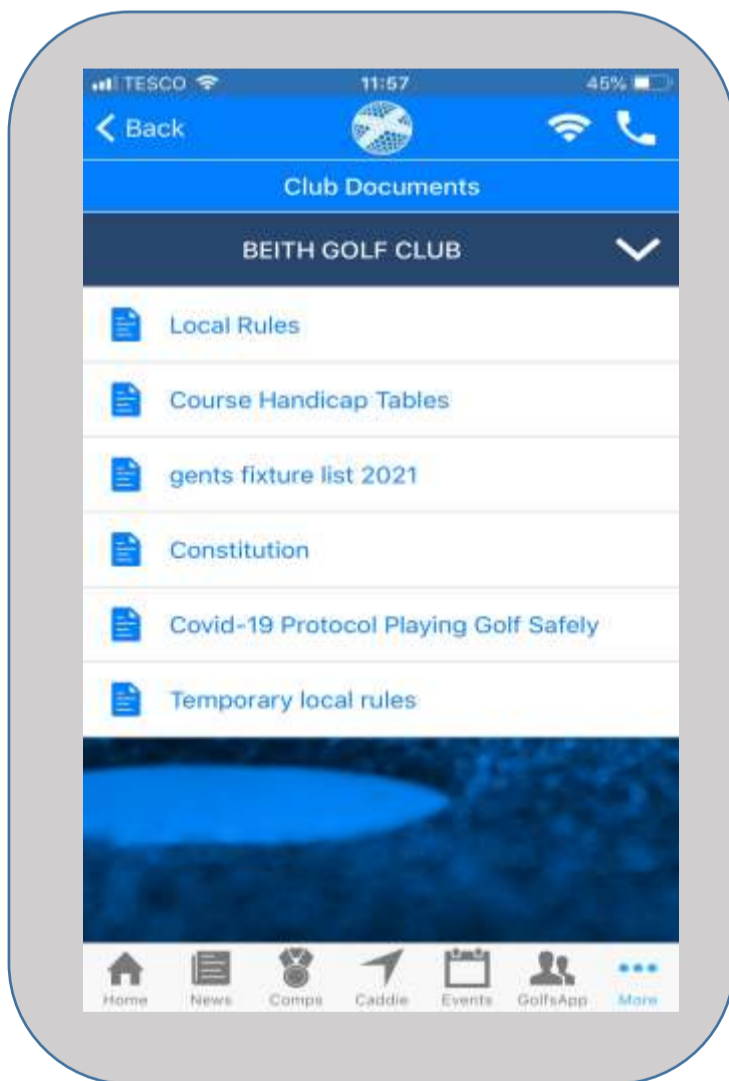 TESCO 11:57 45%
Back
Club Documents
BEITH GOLF CLUB
Local Rules
Course Handicap Tables
gents fixture list 2021
Constitution
Covid-19 Protocol Playing Golf Safely
Temporary local rules
Home News Comps Caddie Events GolfsApp More